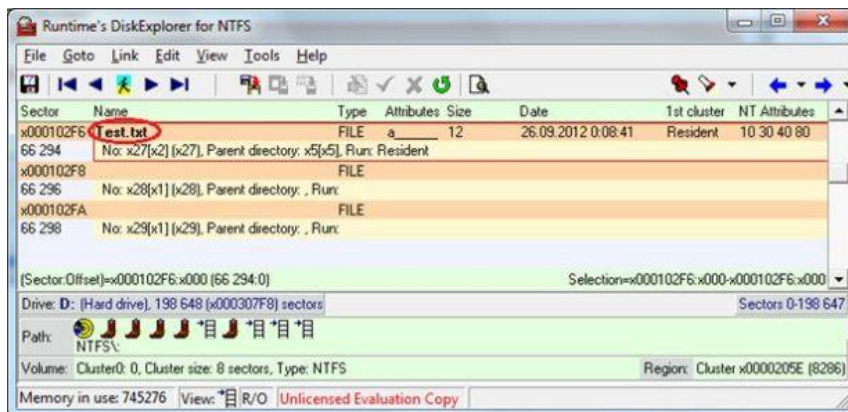 Runtime's DiskExplorer for NTFS
File Goto Link Edit View Tools Help
Sector Name Type Attributes Size Date 1st cluster NT Attributes
x000102F6 Test.txt FILE a_____ 12 26.09.2012 0:08:41 Resident 10 30 40 80
66 294 No: x27[x2] (x27), Parent directory: x5[x5], Run: Resident
x000102F8 FILE
66 296 No: x28[x1] (x28), Parent directory: , Run:
x000102FA FILE
66 298 No: x29[x1] (x29), Parent directory: , Run:
(Sector:Offset)=x000102F6:x000 (66 294:0) Selection=x000102F6:x000-x000102F6:x000
Drive: D: (Hard drive), 198 648 (x000307F8) sectors Sectors 0-198 647
Path: NTFS\:
Volume: Cluster0: 0, Cluster size: 8 sectors, Type: NTFS Region: Cluster x0000205E (8286)
Memory in use: 745276 View: R/O Unlicensed Evaluation Copy